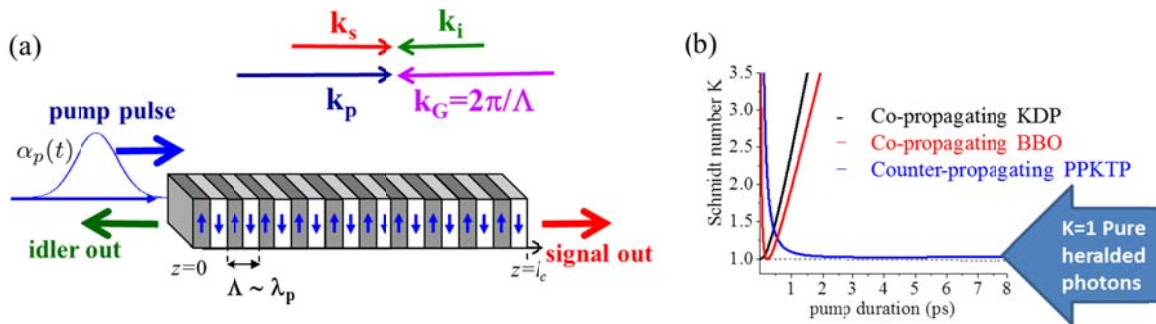 (a)
k_s
k_i
k_p
k_G=2π/Λ
pump pulse
α_p(t)
idler out
signal out
z=0
z=l_c
Λ ~ λ_p
(b)
Schmidt number K
3.5
3.0
2.5
2.0
1.5
1.0
Co-propagating KDP
Co-propagating BBO
Counter-propagating PPKTP
1 2 3 4 5 6 7 8
pump duration (ps)
K=1 Pure
heralded
photons